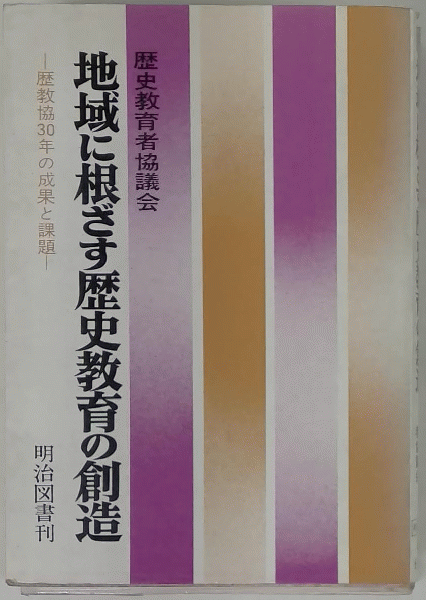 歴史教育者協議会
地域に根ざす歴史教育の創造
―歴教協30年の成果と課題―
明治図書刊